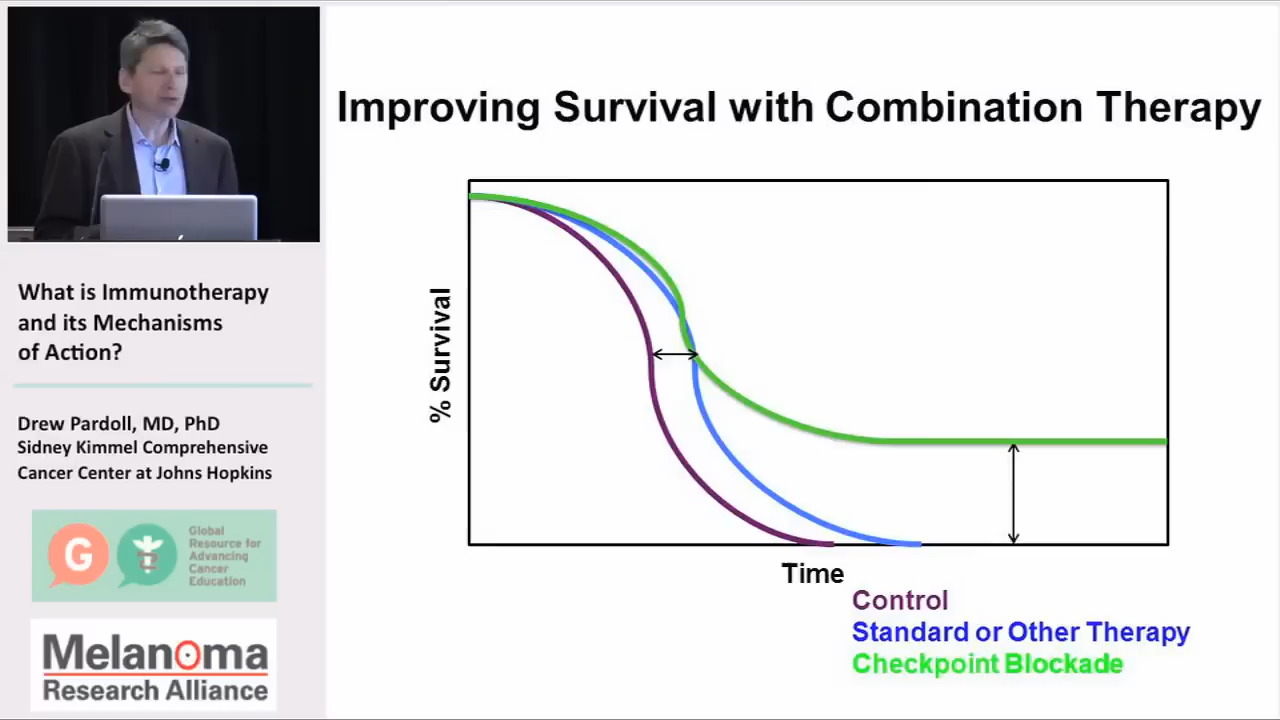 Improving Survival with Combination Therapy
% Survival
Time
Control
Standard or Other Therapy
Checkpoint Blockade
What is Immunotherapy
and its Mechanisms
of Action?
Drew Pardoll, MD, PhD
Sidney Kimmel Comprehensive
Cancer Center at Johns Hopkins
G
Global
Resource for
Advancing
Cancer
Education
Melanoma
Research Alliance